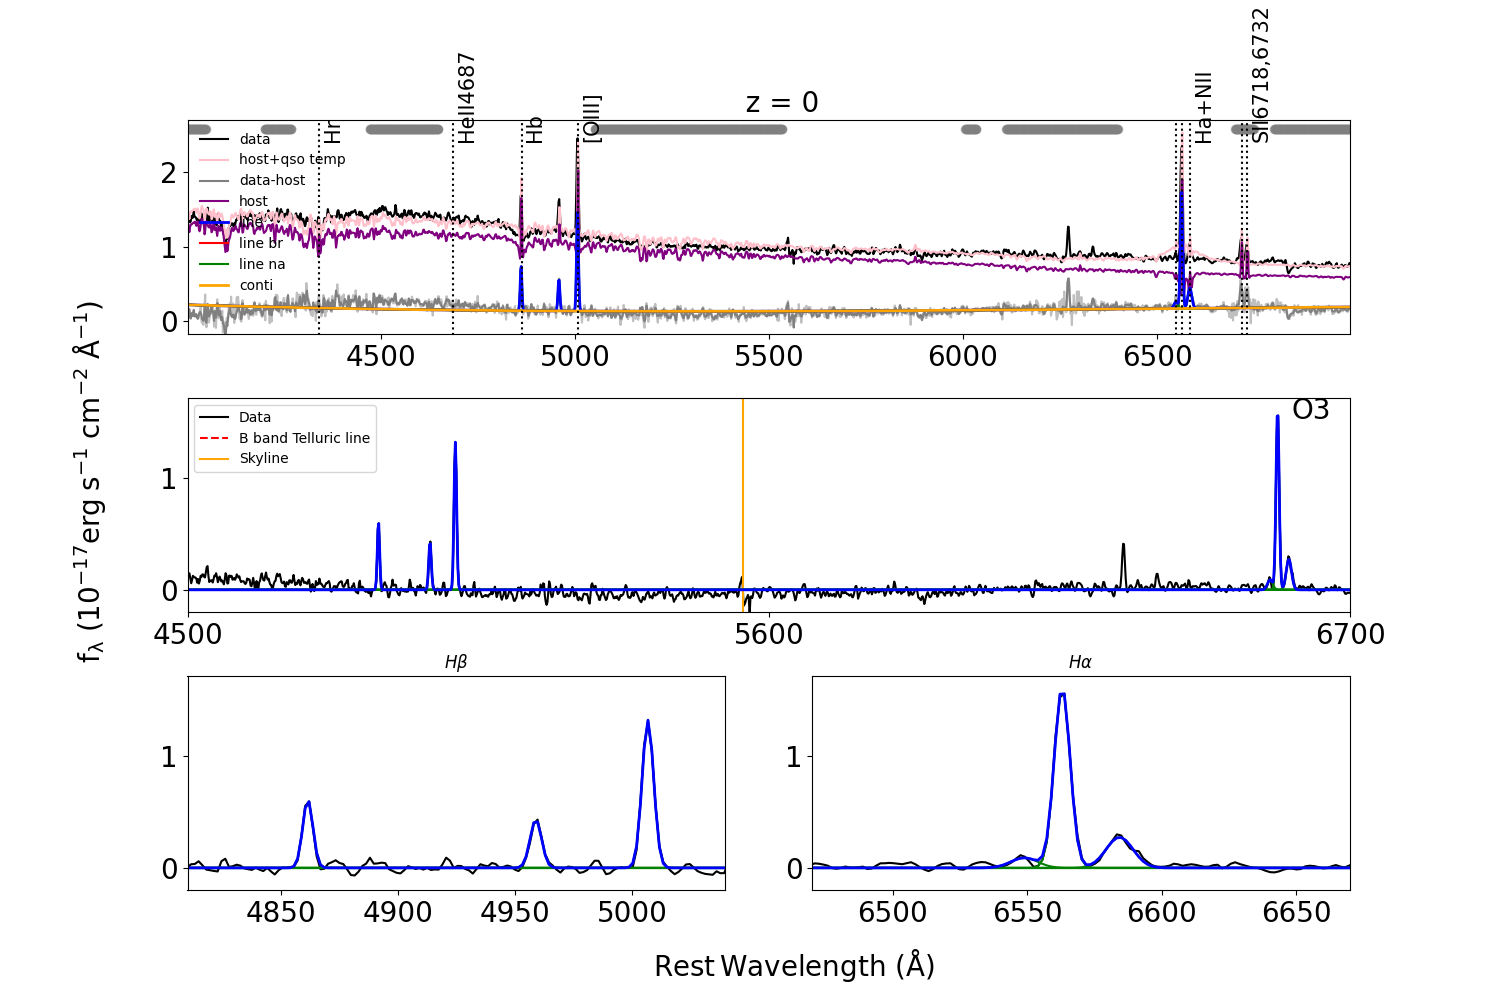 HeII4687
SII6718,6732
Ha+NII
z = 0
Hr
Hb
[OIII]
data
host+qso temp
data-host
host
line
line br
line na
conti
2
1
0
4500 5000 5500 6000 6500
fλ (10⁻¹⁷erg s⁻¹ cm⁻² Å⁻¹)
O3
Data
B band Telluric line
Skyline
1
0
4500 5600 6700
Hβ
Hα
1
0
4850 4900 4950 5000
1
0
6500 6550 6600 6650
Rest Wavelength (Å)